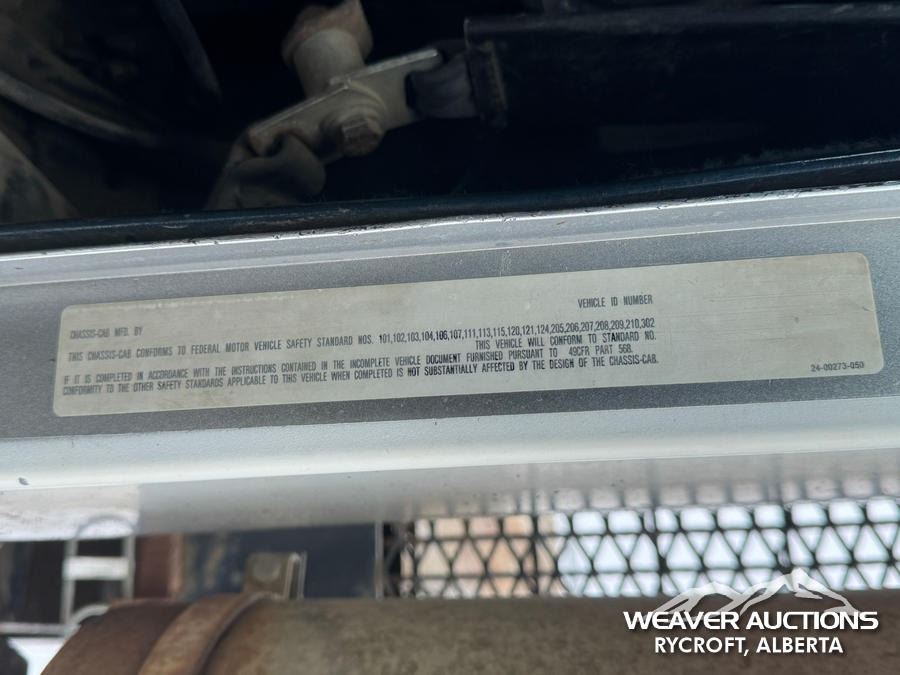 CHASSIS-CAB MFD. BY
VEHICLE ID NUMBER
THIS CHASSIS-CAB CONFORMS TO FEDERAL MOTOR VEHICLE SAFETY STANDARD NOS. 101,102,103,104,106,107,111,113,115,120,121,124,205,206,207,208,209,210,302
THIS VEHICLE WILL CONFORM TO STANDARD NO.
IF IT IS COMPLETED IN ACCORDANCE WITH THE INSTRUCTIONS CONTAINED IN THE INCOMPLETE VEHICLE DOCUMENT FURNISHED PURSUANT TO 49CFR PART 568.
CONFORMITY TO THE OTHER SAFETY STANDARDS APPLICABLE TO THIS VEHICLE WHEN COMPLETED IS NOT SUBSTANTIALLY AFFECTED BY THE DESIGN OF THE CHASSIS-CAB.
24-00273-050
WEAVER AUCTIONS
RYCROFT, ALBERTA